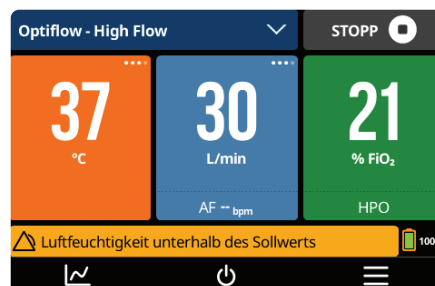 Optiflow - High Flow
STOPP
37
°C
30
L/min
21
% FiO₂
AF -- bpm
HPO
Luftfeuchtigkeit unterhalb des Sollwerts
100